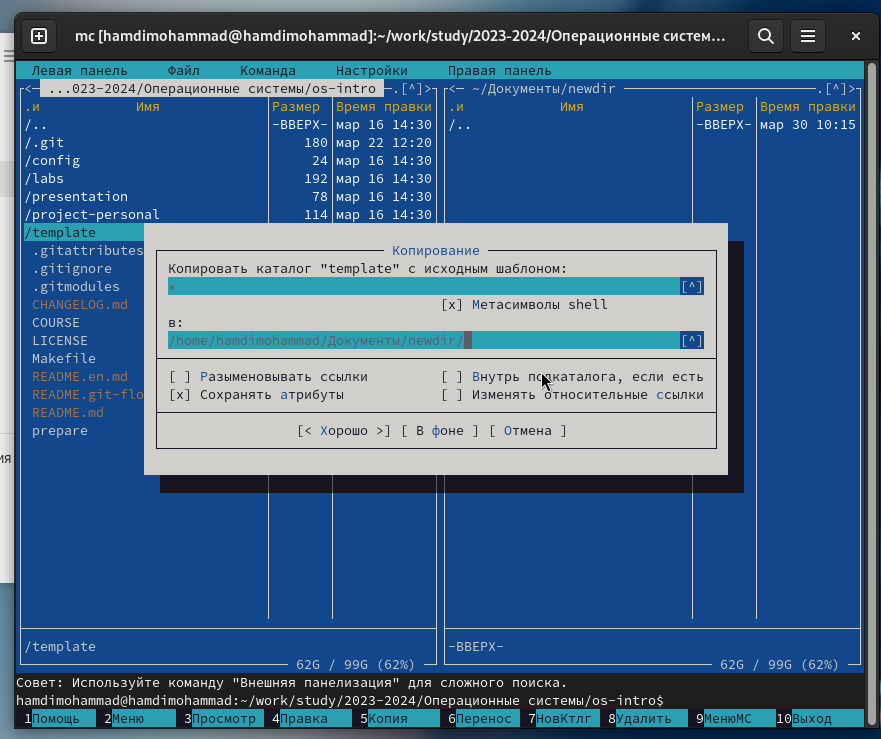 mc [hamdimohammad@hamdimohammad]:~/work/study/2023-2024/Операционные систем...
Левая панель Файл Команда Настройки Правая панель
<─ ...023-2024/Операционные системы/os-intro ─.[^]>
<─ ~/Документы/newdir ─.[^]>
.и Имя Размер Время правки
.и Имя Размер Время правки
/.. -ВВЕРХ- мар 16 14:30
/.. -ВВЕРХ- мар 30 10:15
/.git 180 мар 22 12:20
/config 24 мар 16 14:30
/labs 192 мар 16 14:30
/presentation 78 мар 16 14:30
/project-personal 114 мар 16 14:30
/template
.gitattributes
.gitignore
.gitmodules
CHANGELOG.md
COURSE
LICENSE
Makefile
README.en.md
README.git-flo
README.md
prepare
Копирование
Копировать каталог "template" с исходным шаблоном:
* [^]
[x] Метасимволы shell
в:
/home/hamdimohammad/Документы/newdir/ [^]
[ ] Разыменовывать ссылки [ ] Внутрь подкаталога, если есть
[x] Сохранять атрибуты [ ] Изменять относительные ссылки
[< Хорошо >] [ В фоне ] [ Отмена ]
/template
-ВВЕРХ-
62G / 99G (62%)
62G / 99G (62%)
Совет: Используйте команду "Внешняя панелизация" для сложного поиска.
hamdimohammad@hamdimohammad:~/work/study/2023-2024/Операционные системы/os-intro$
1Помощь 2Меню 3Просмотр 4Правка 5Копия 6Перенос 7НовКтлг 8Удалить 9МенюМС 10Выход
ия